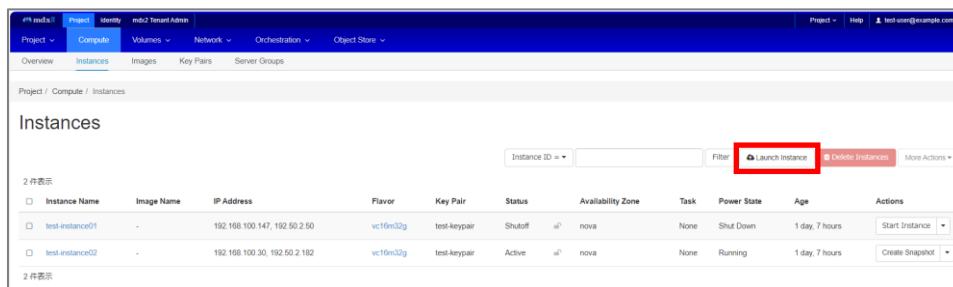 mdx II Project Identity mdx2 Tenant Admin Project Help test-user@example.com
Project Compute Volumes Network Orchestration Object Store
Overview Instances Images Key Pairs Server Groups
Project / Compute / Instances
Instances
Instance ID = Filter Launch Instance Delete Instances More Actions
2 件表示
Instance Name Image Name IP Address Flavor Key Pair Status Availability Zone Task Power State Age Actions
test-instance01 - 192.168.100.147, 192.50.2.50 vc16m32g test-keypair Shutoff nova None Shut Down 1 day, 7 hours Start Instance
test-instance02 - 192.168.100.30, 192.50.2.182 vc16m32g test-keypair Active nova None Running 1 day, 7 hours Create Snapshot
2 件表示